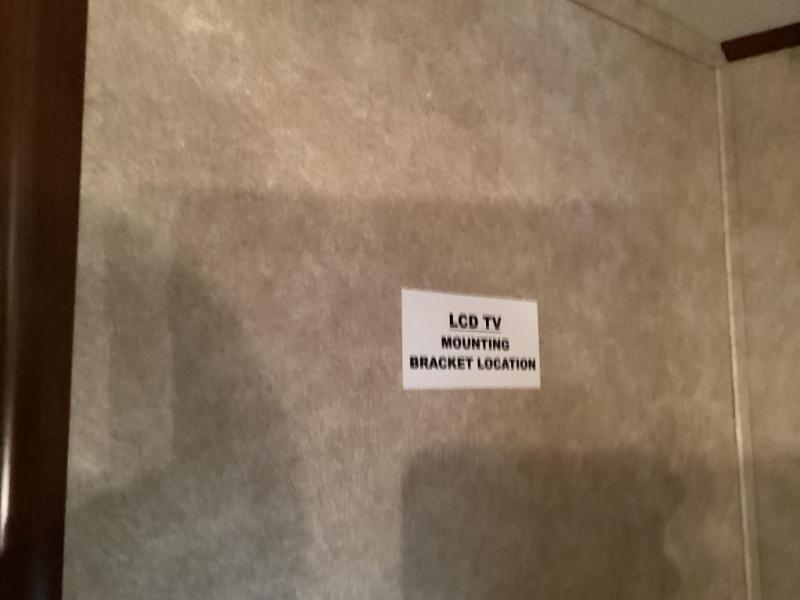 LCD TV
MOUNTING
BRACKET LOCATION